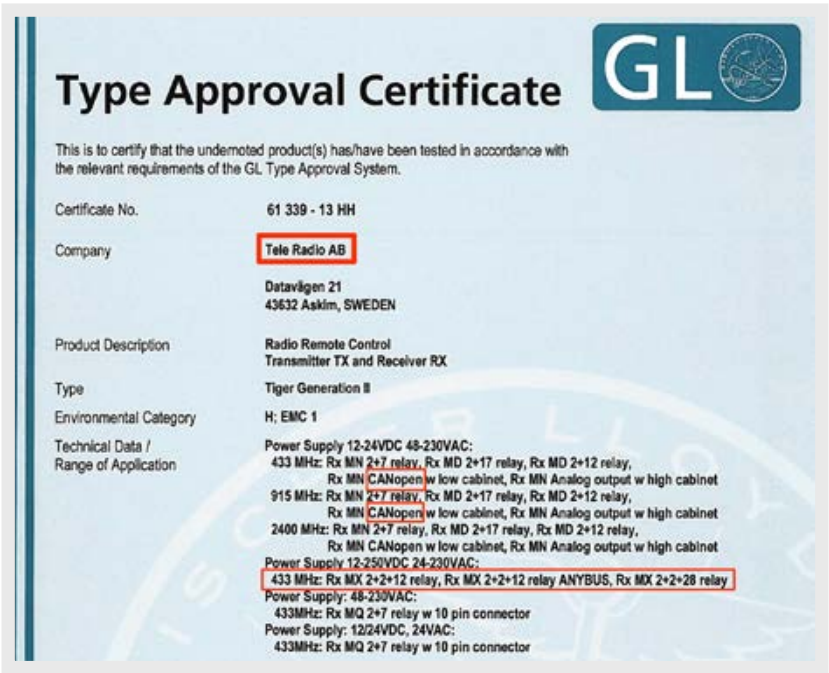 GL
Type Approval Certificate
This is to certify that the undernoted product(s) has/have been tested in accordance with
the relevant requirements of the GL Type Approval System.
Certificate No. 61 339 - 13 HH
Company Tele Radio AB
Datavägen 21
43632 Askim, SWEDEN
Product Description Radio Remote Control
Transmitter TX and Receiver RX
Type Tiger Generation II
Environmental Category H; EMC 1
Technical Data / Power Supply 12-24VDC 48-230VAC:
Range of Application 433 MHz: Rx MN 2+7 relay, Rx MD 2+17 relay, Rx MD 2+12 relay,
Rx MN CANopen w low cabinet, Rx MN Analog output w high cabinet
915 MHz: Rx MN 2+7 relay, Rx MD 2+17 relay, Rx MD 2+12 relay,
Rx MN CANopen w low cabinet, Rx MN Analog output w high cabinet
2400 MHz: Rx MN 2+7 relay, Rx MD 2+17 relay, Rx MD 2+12 relay,
Rx MN CANopen w low cabinet, Rx MN Analog output w high cabinet
Power Supply 12-250VDC 24-230VAC:
433 MHz: Rx MX 2+2+12 relay, Rx MX 2+2+12 relay ANYBUS, Rx MX 2+2+28 relay
Power Supply: 48-230VAC:
433MHz: Rx MQ 2+7 relay w 10 pin connector
Power Supply: 12/24VDC, 24VAC:
433MHz: Rx MQ 2+7 relay w 10 pin connector